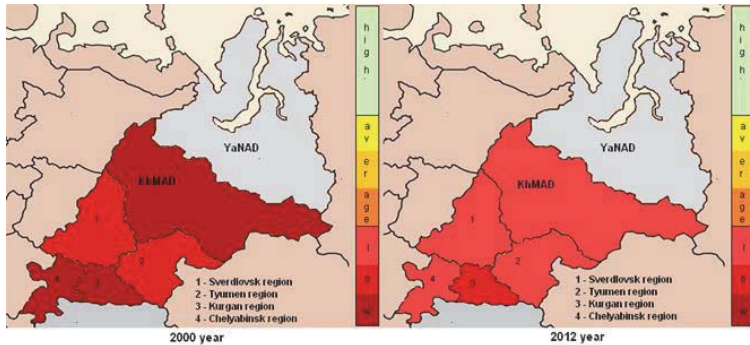 YaNAD
KhMAD
1
2
3
4
1 - Sverdlovsk region
2 - Tyumen region
3 - Kurgan region
4 - Chelyabinsk region
2000 year
h
i
g
h
a
v
e
r
a
g
e
l
o
w
YaNAD
KhMAD
1
2
3
4
1 - Sverdlovsk region
2 - Tyumen region
3 - Kurgan region
4 - Chelyabinsk region
2012 year
h
i
g
h
a
v
e
r
a
g
e
l
o
w